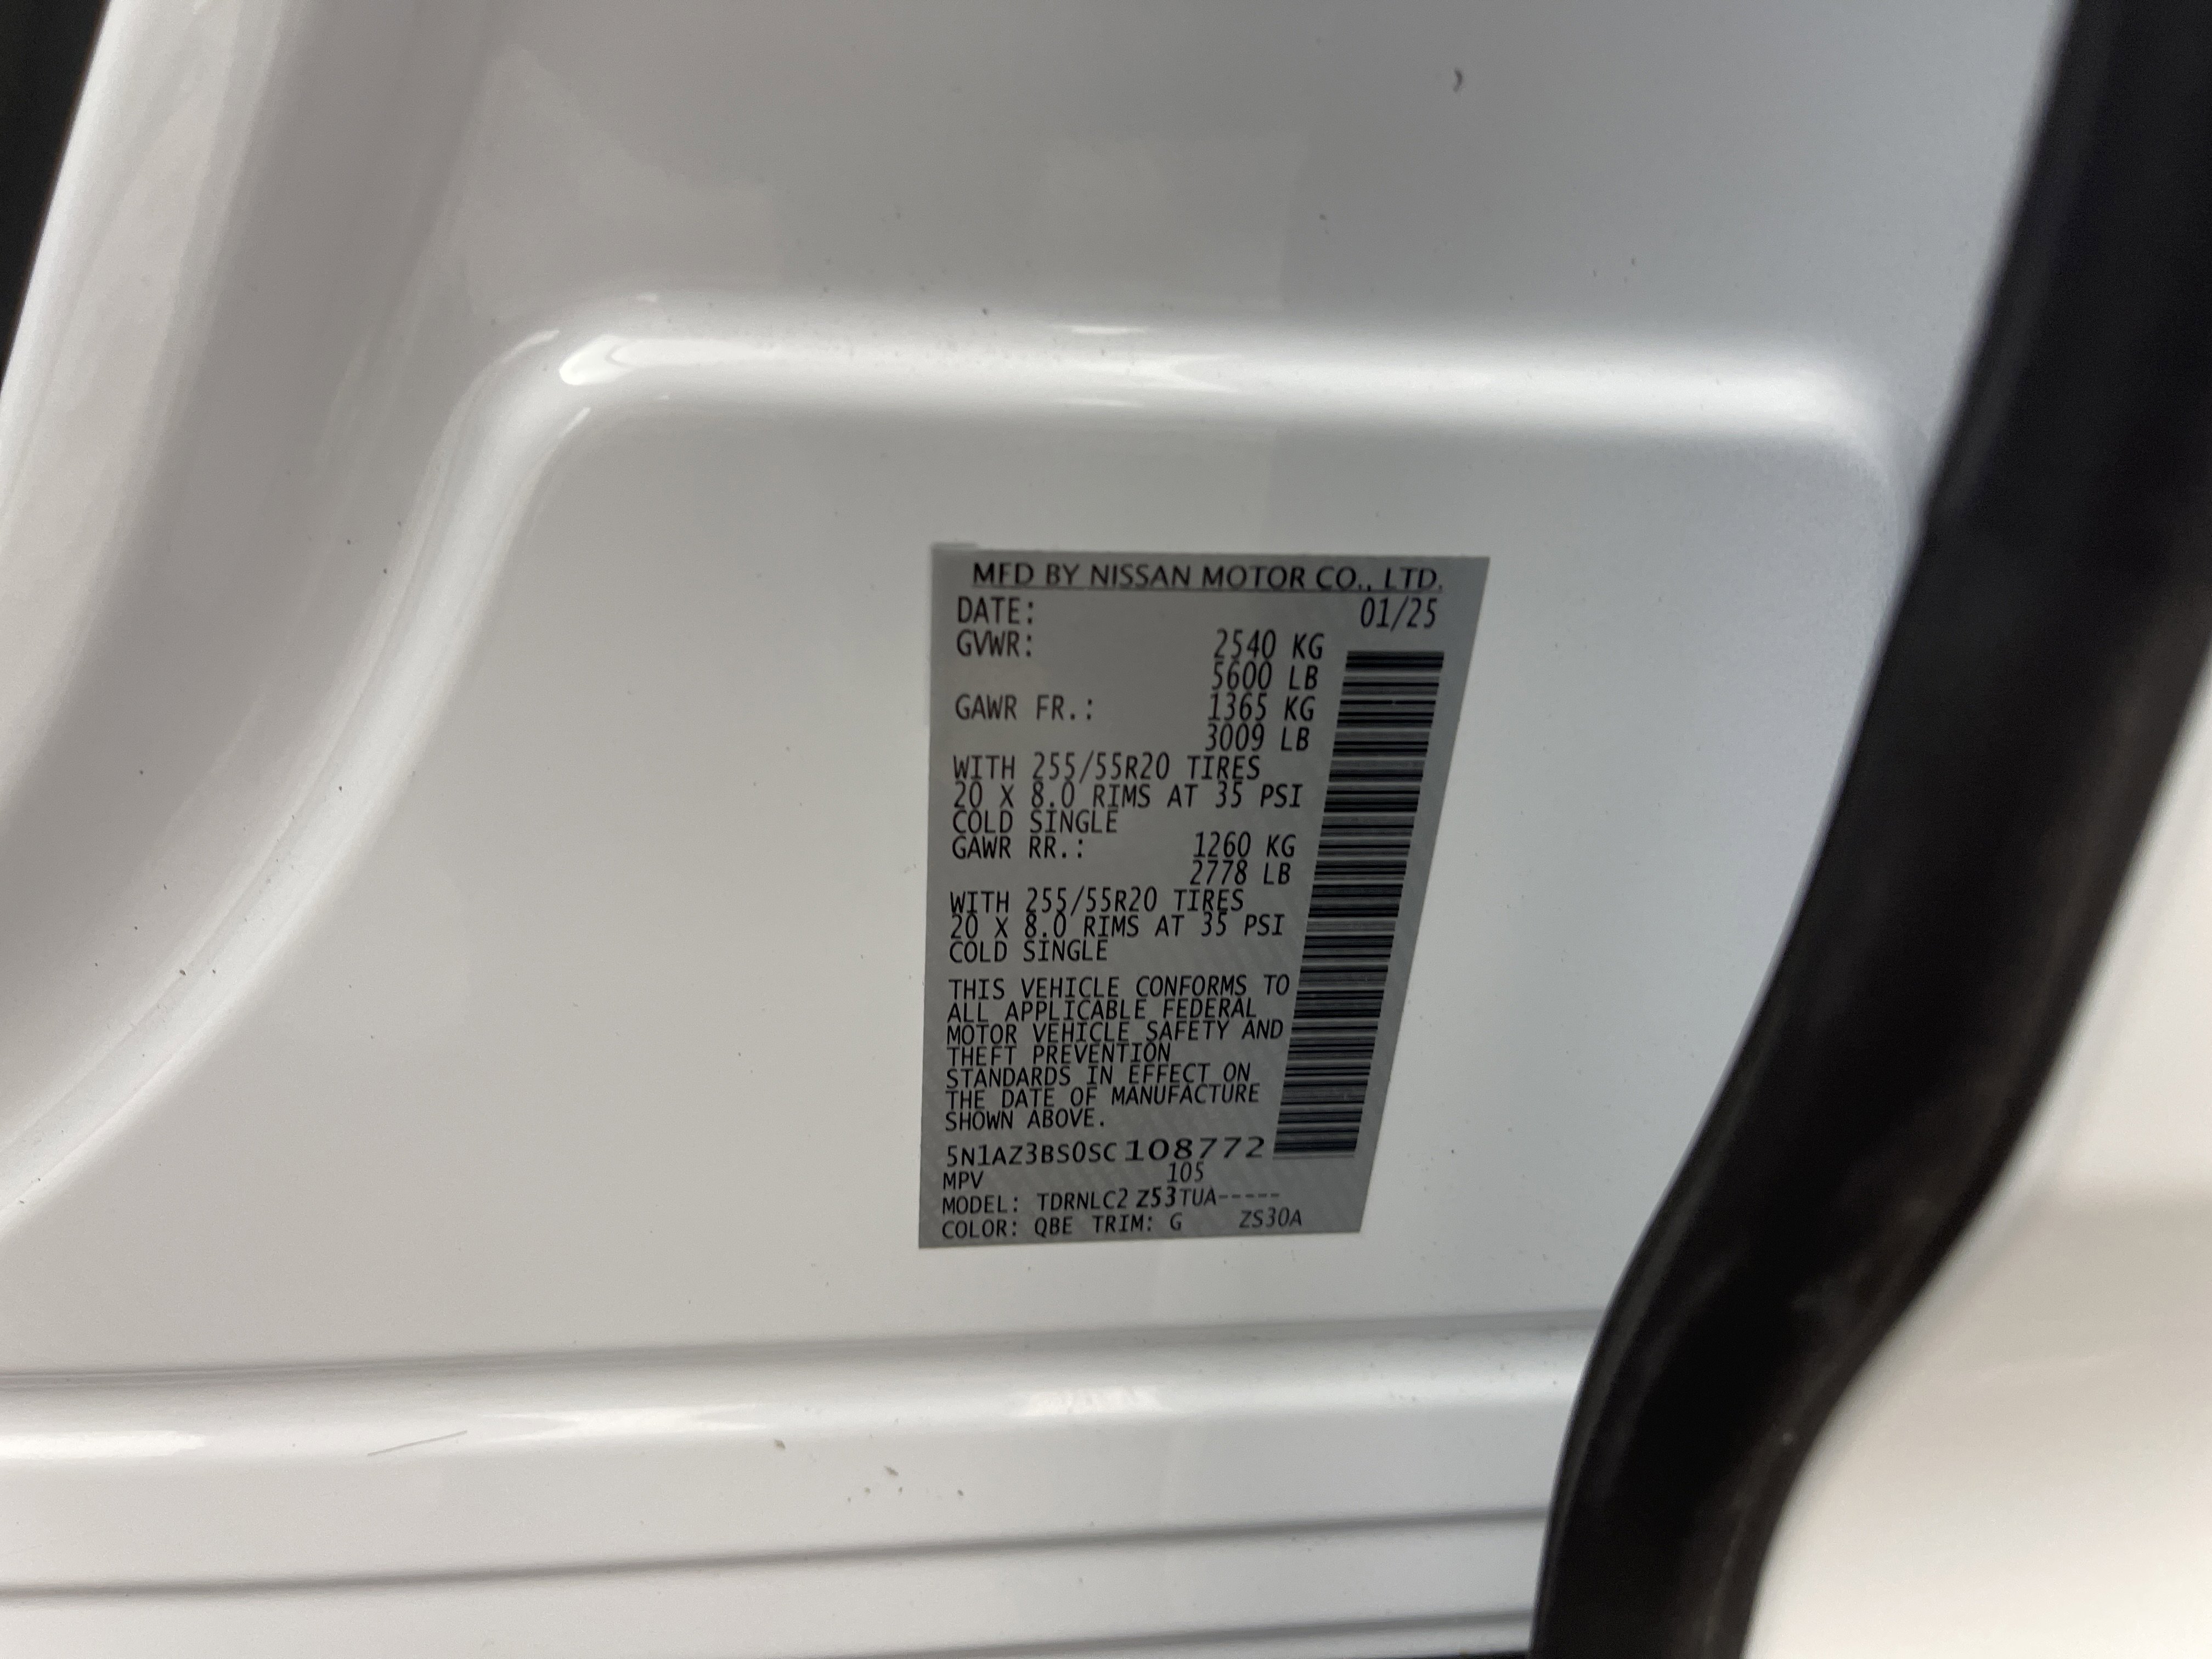 MFD BY NISSAN MOTOR CO., LTD.
DATE: 01/25
GVWR: 2540 KG
5600 LB
GAWR FR.: 1365 KG
3009 LB
WITH 255/55R20 TIRES
20 X 8.0 RIMS AT 35 PSI
COLD SINGLE
GAWR RR.: 1260 KG
2778 LB
WITH 255/55R20 TIRES
20 X 8.0 RIMS AT 35 PSI
COLD SINGLE
THIS VEHICLE CONFORMS TO
ALL APPLICABLE FEDERAL
MOTOR VEHICLE SAFETY AND
THEFT PREVENTION
STANDARDS IN EFFECT ON
THE DATE OF MANUFACTURE
SHOWN ABOVE.
5N1AZ3BS0SC108772
MPV 105
MODEL: TDRNLC2 Z53TUA-----
COLOR: QBE TRIM: G ZS30A